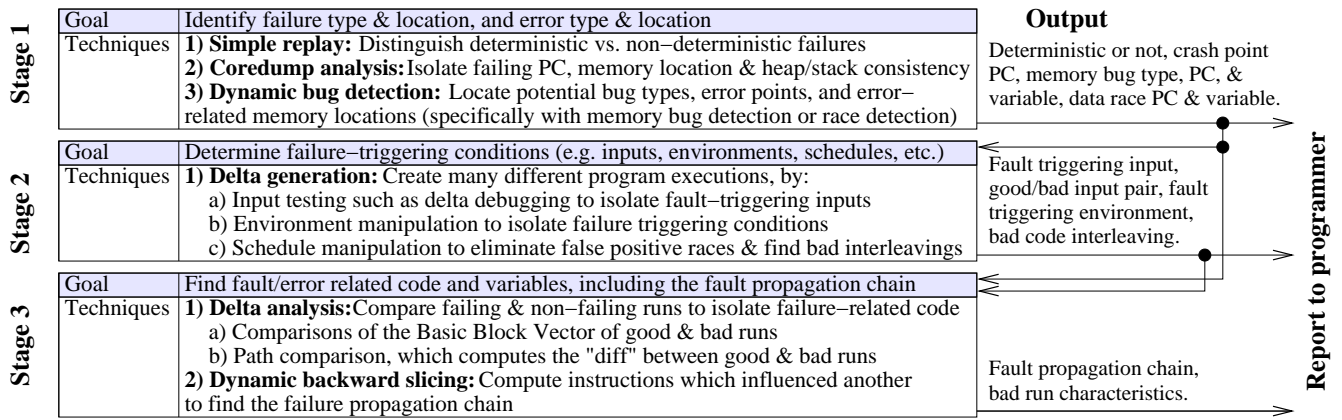 Stage 1
Goal Identify failure type & location, and error type & location
Techniques 1) Simple replay: Distinguish deterministic vs. non−deterministic failures
2) Coredump analysis: Isolate failing PC, memory location & heap/stack consistency
3) Dynamic bug detection: Locate potential bug types, error points, and error−
related memory locations (specifically with memory bug detection or race detection)
Output
Deterministic or not, crash point
PC, memory bug type, PC, &
variable, data race PC & variable.
Stage 2
Goal Determine failure−triggering conditions (e.g. inputs, environments, schedules, etc.)
Techniques 1) Delta generation: Create many different program executions, by:
a) Input testing such as delta debugging to isolate fault−triggering inputs
b) Environment manipulation to isolate failure triggering conditions
c) Schedule manipulation to eliminate false positive races & find bad interleavings
Fault triggering input,
good/bad input pair, fault
triggering environment,
bad code interleaving.
Stage 3
Goal Find fault/error related code and variables, including the fault propagation chain
Techniques 1) Delta analysis: Compare failing & non−failing runs to isolate failure−related code
a) Comparisons of the Basic Block Vector of good & bad runs
b) Path comparison, which computes the "diff" between good & bad runs
2) Dynamic backward slicing: Compute instructions which influenced another
to find the failure propagation chain
Fault propagation chain,
bad run characteristics.
Report to programmer